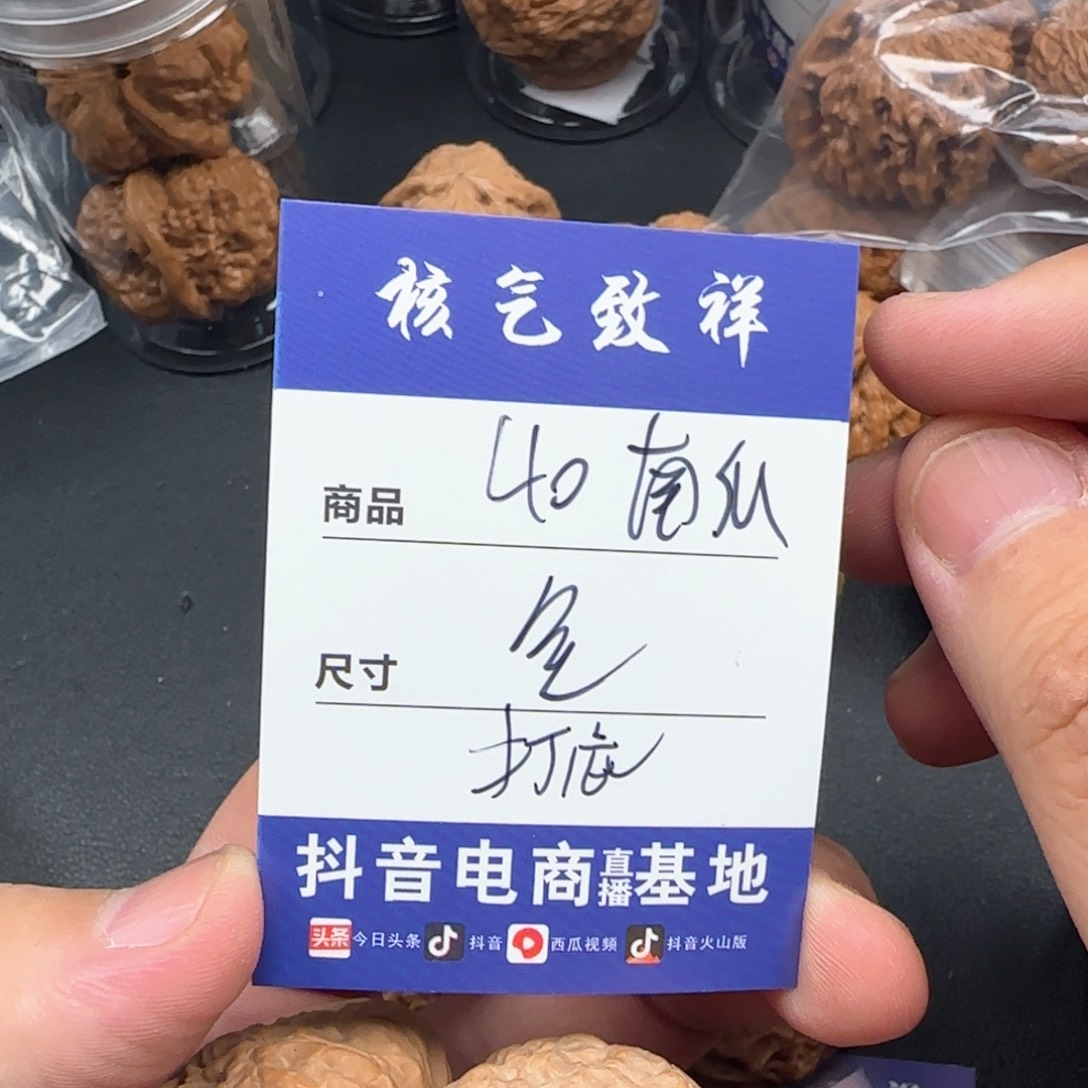 核气致祥
商品 40南瓜
尺寸
打底
抖音电商直播基地
头条 今日头条 抖音 西瓜视频 抖音火山版